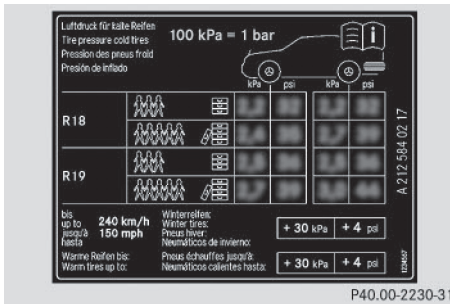 Luftdruck für kalte Reifen
Tire pressure cold tires
Pression des pneus froid
Presión de inflado
100 kPa = 1 bar
kPa psi kPa psi
R18
R19
A 212 584 02 17
bis
up to
jusqu'à
hasta
240 km/h
150 mph
Winterreifen:
Winter tires:
Pneus hiver:
Neumáticos de invierno:
+ 30 kPa + 4 psi
Warme Reifen bis:
Warm tires up to:
Pneus échauffes jusqu'à:
Neumáticos calientes hasta:
+ 30 kPa + 4 psi
1234567
P40.00-2230-31